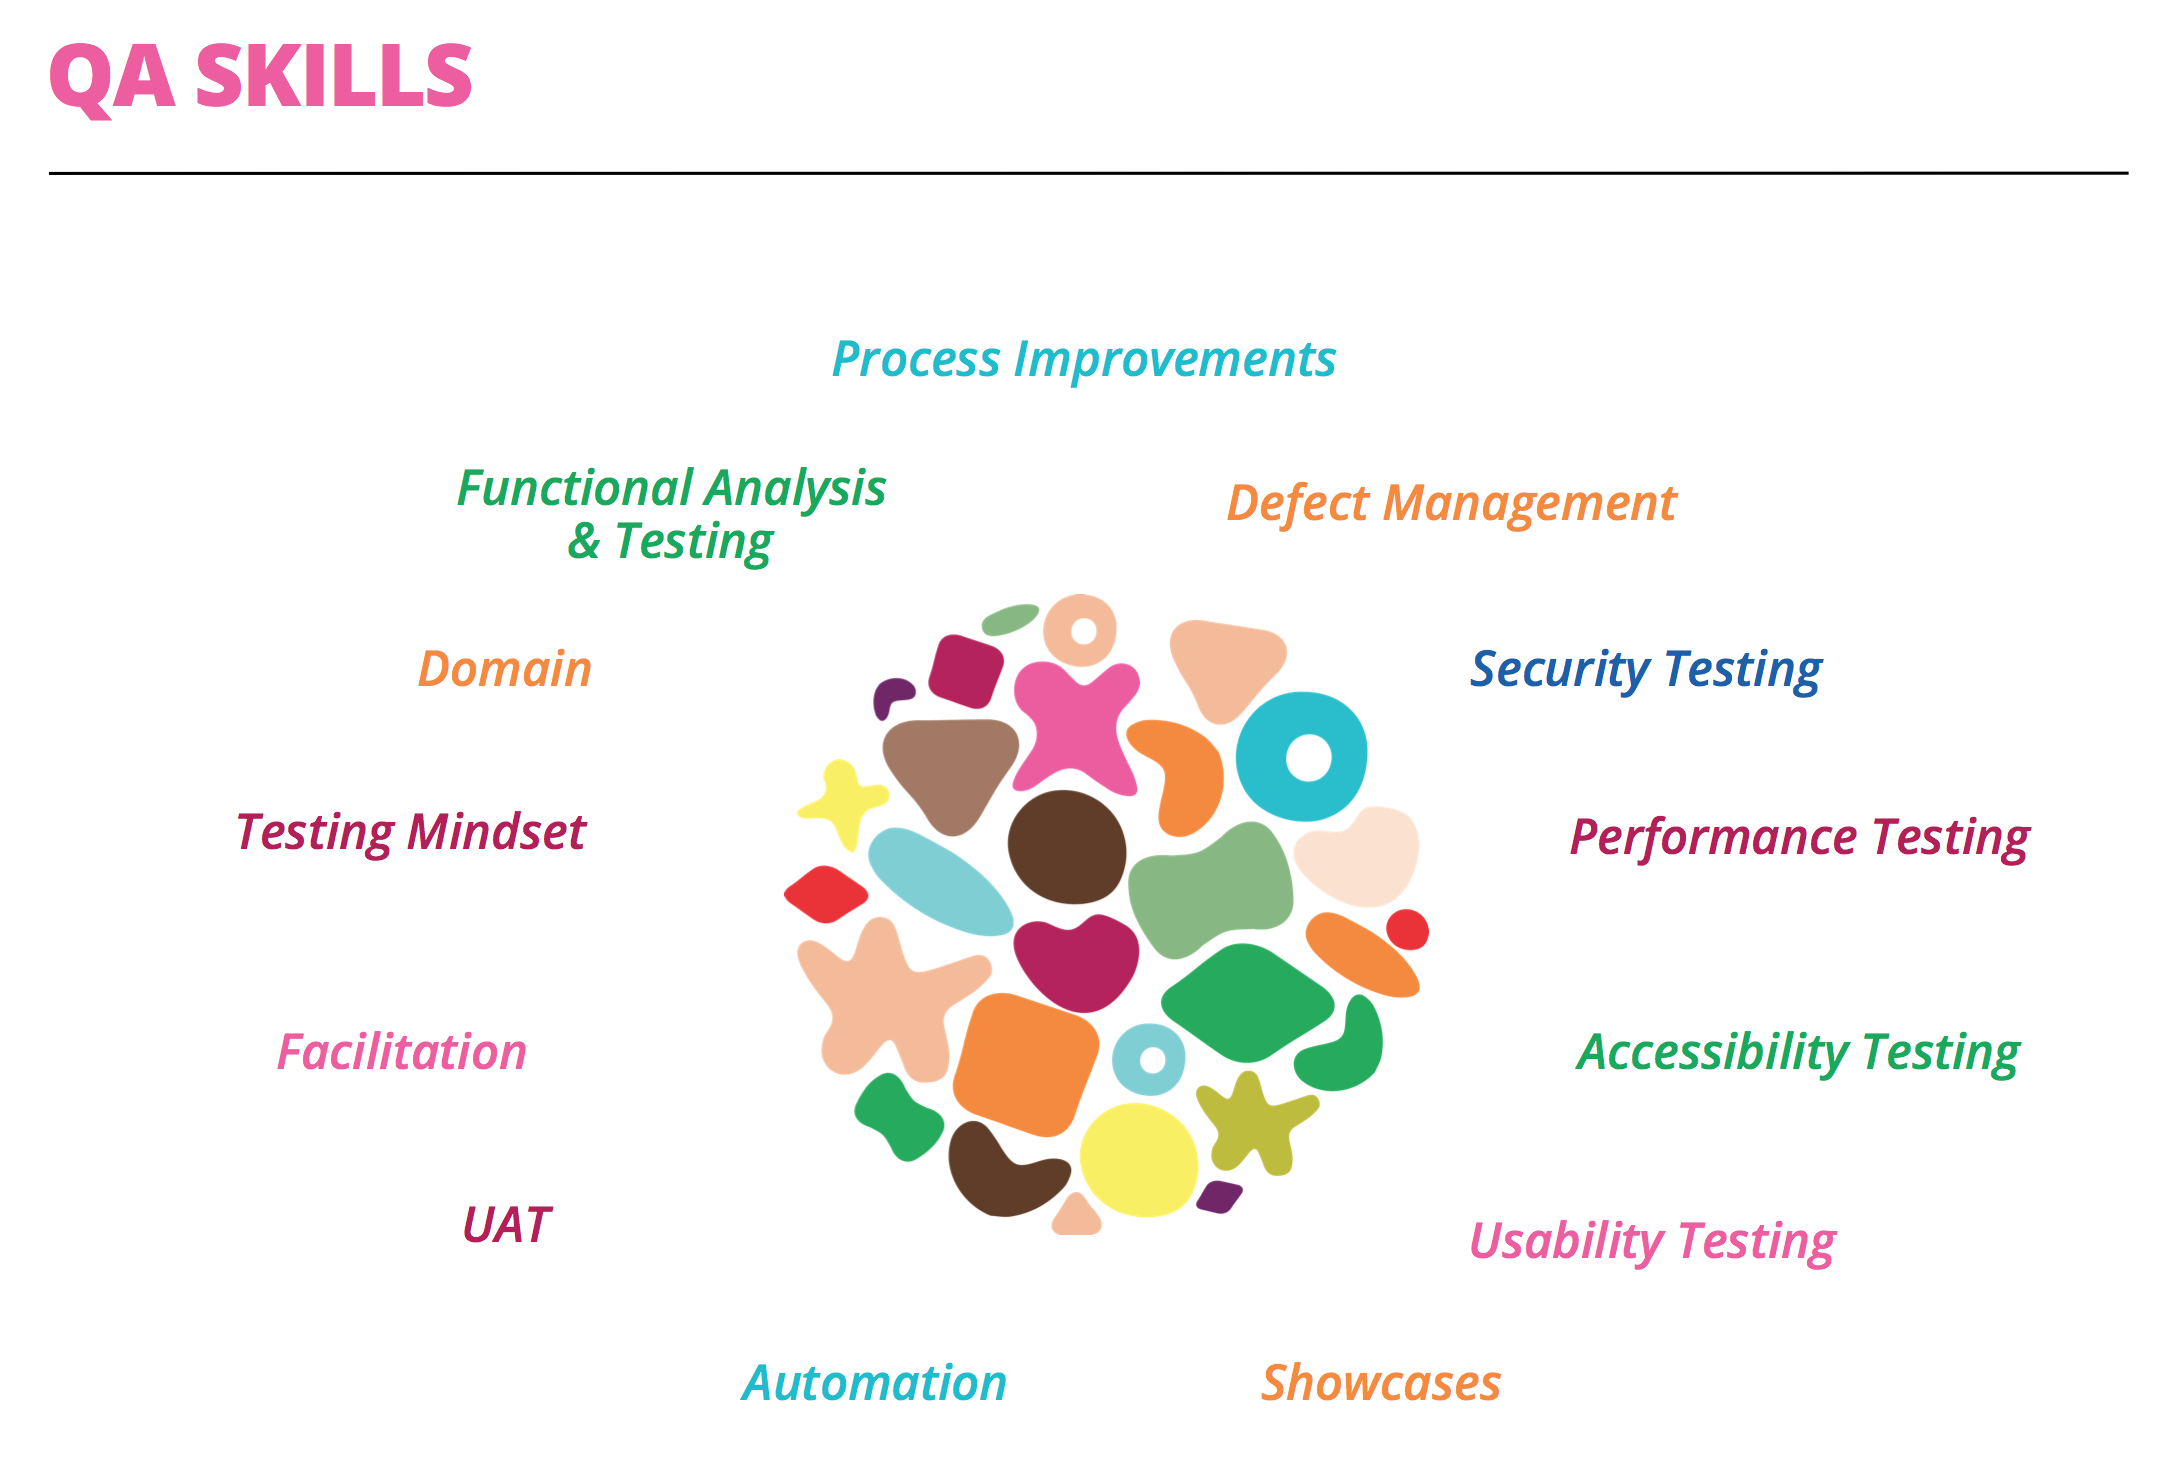 QA SKILLS
Process Improvements
Functional Analysis
& Testing
Defect Management
Domain
Security Testing
Testing Mindset
Performance Testing
Facilitation
Accessibility Testing
UAT
Usability Testing
Automation
Showcases